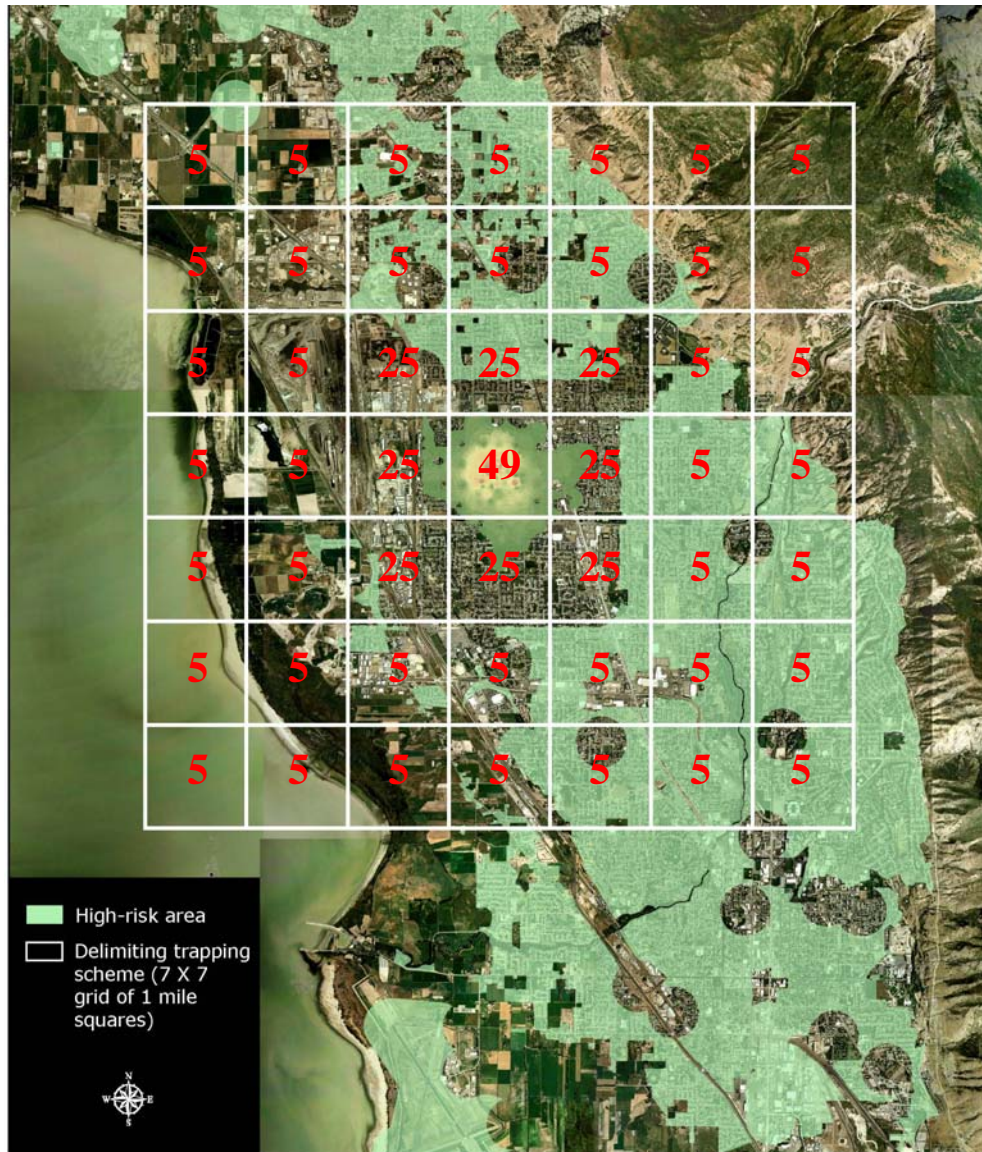 5 5 5 5 5 5 5
5 5 5 5 5 5 5
5 5 25 25 25 5 5
5 5 25 49 25 5 5
5 5 25 25 25 5 5
5 5 5 5 5 5 5
5 5 5 5 5 5 5
High-risk area
Delimiting trapping
scheme (7 X 7
grid of 1 mile
squares)
N
W E
S